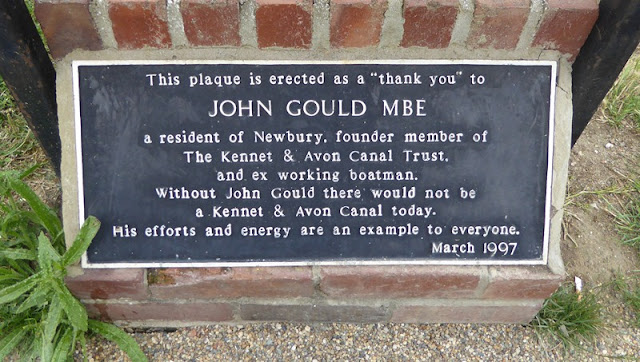 This plaque is erected as a "thank you" to
JOHN GOULD MBE
a resident of Newbury, founder member of
The Kennet & Avon Canal Trust,
and ex working boatman.
Without John Gould there would not be
a Kennet & Avon Canal today.
His efforts and energy are an example to everyone.
March 1997